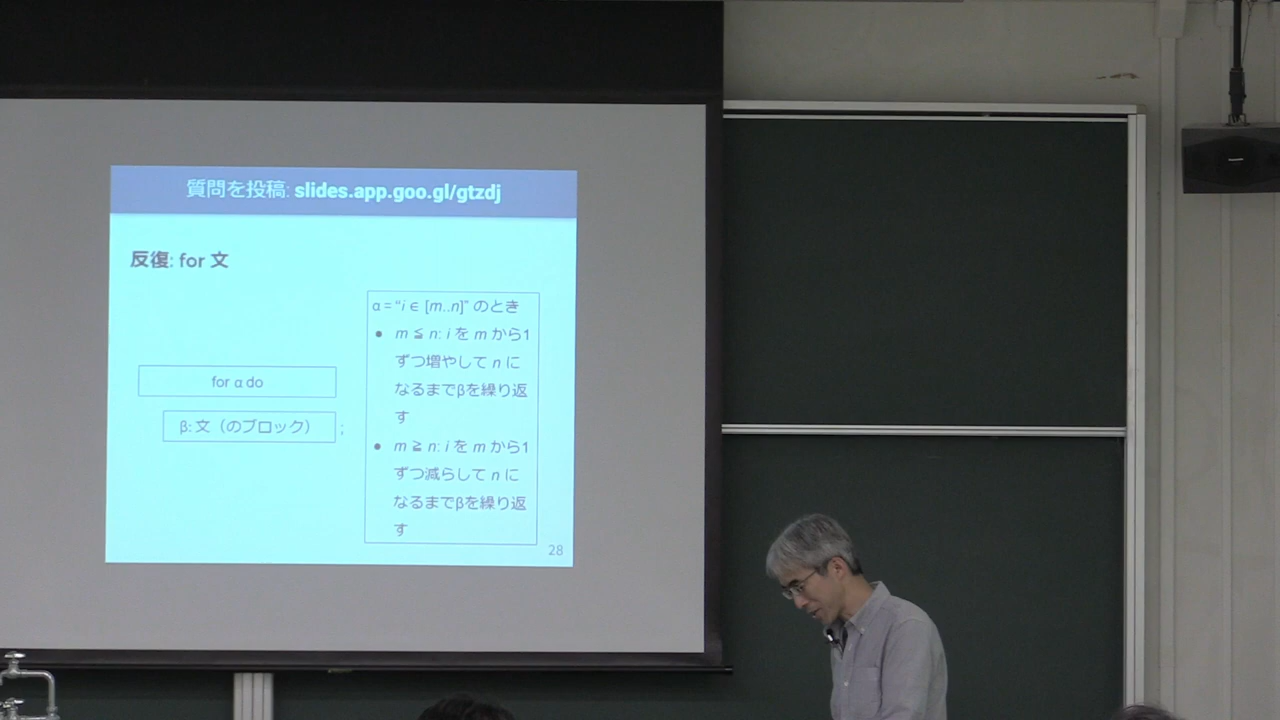 質問を投稿: slides.app.goo.gl/gtzdj
反復: for 文
for α do
β: 文（のブロック）;
α = “i ∈ [m..n]” のとき
● m ≦ n: i を m から1
ずつ増やして n に
なるまでβを繰り返
す
● m ≧ n: i を m から1
ずつ減らして n に
なるまでβを繰り返
す
28